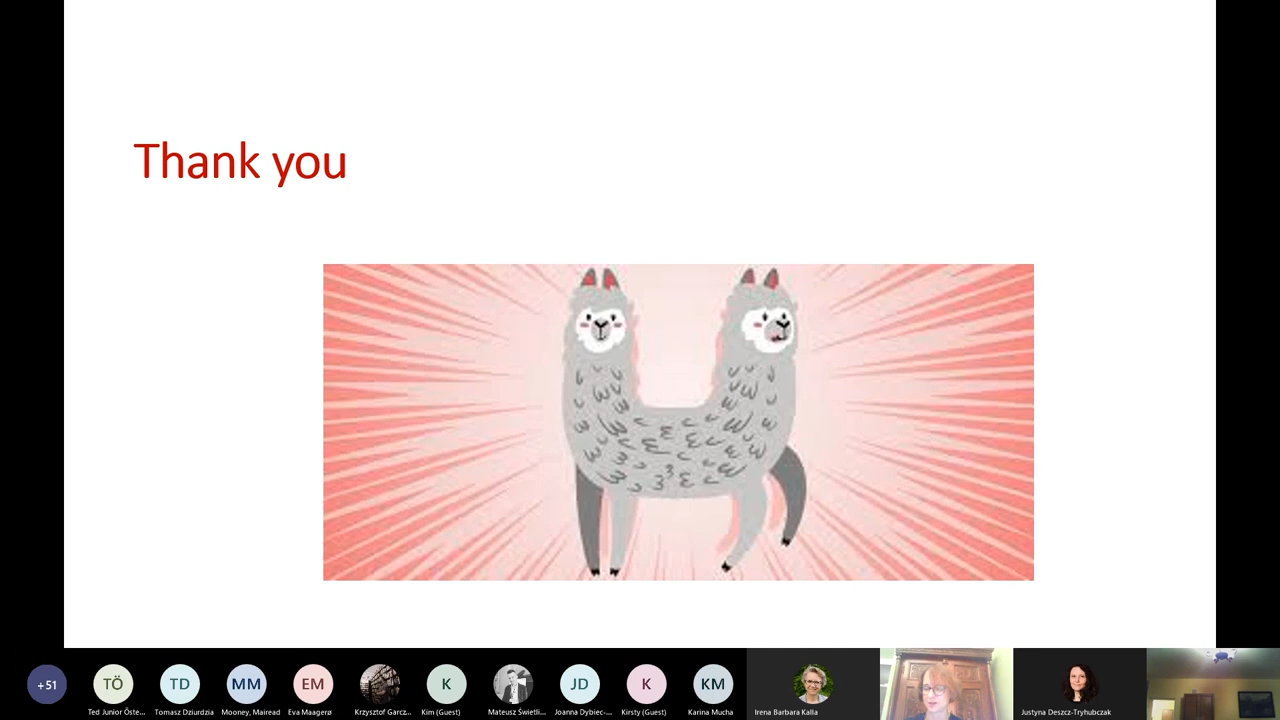 Thank you
+51
TÖ
TD
MM
EM
K
JD
K
KM
Ted Junior Öste...
Tomasz Dziurdzia
Mooney, Mairead
Eva Maagerø
Krzysztof Garcz...
Kim (Guest)
Mateusz Świetli...
Joanna Dybiec-...
Kirsty (Guest)
Karina Mucha
Irena Barbara Kalla
Justyna Deszcz-Tryhubczak